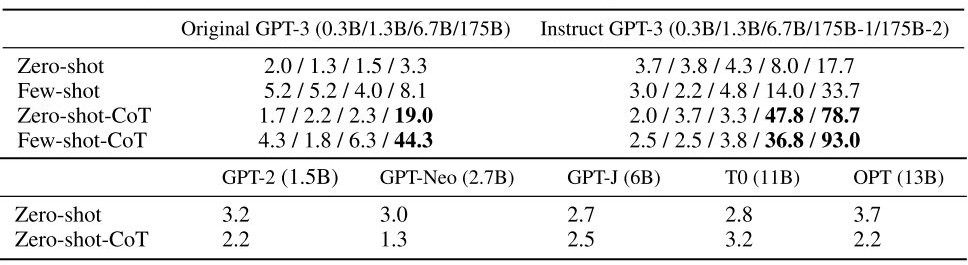 Original GPT-3 (0.3B/1.3B/6.7B/175B) Instruct GPT-3 (0.3B/1.3B/6.7B/175B-1/175B-2)
Zero-shot 2.0 / 1.3 / 1.5 / 3.3 3.7 / 3.8 / 4.3 / 8.0 / 17.7
Few-shot 5.2 / 5.2 / 4.0 / 8.1 3.0 / 2.2 / 4.8 / 14.0 / 33.7
Zero-shot-CoT 1.7 / 2.2 / 2.3 / 19.0 2.0 / 3.7 / 3.3 / 47.8 / 78.7
Few-shot-CoT 4.3 / 1.8 / 6.3 / 44.3 2.5 / 2.5 / 3.8 / 36.8 / 93.0
GPT-2 (1.5B) GPT-Neo (2.7B) GPT-J (6B) T0 (11B) OPT (13B)
Zero-shot 3.2 3.0 2.7 2.8 3.7
Zero-shot-CoT 2.2 1.3 2.5 3.2 2.2